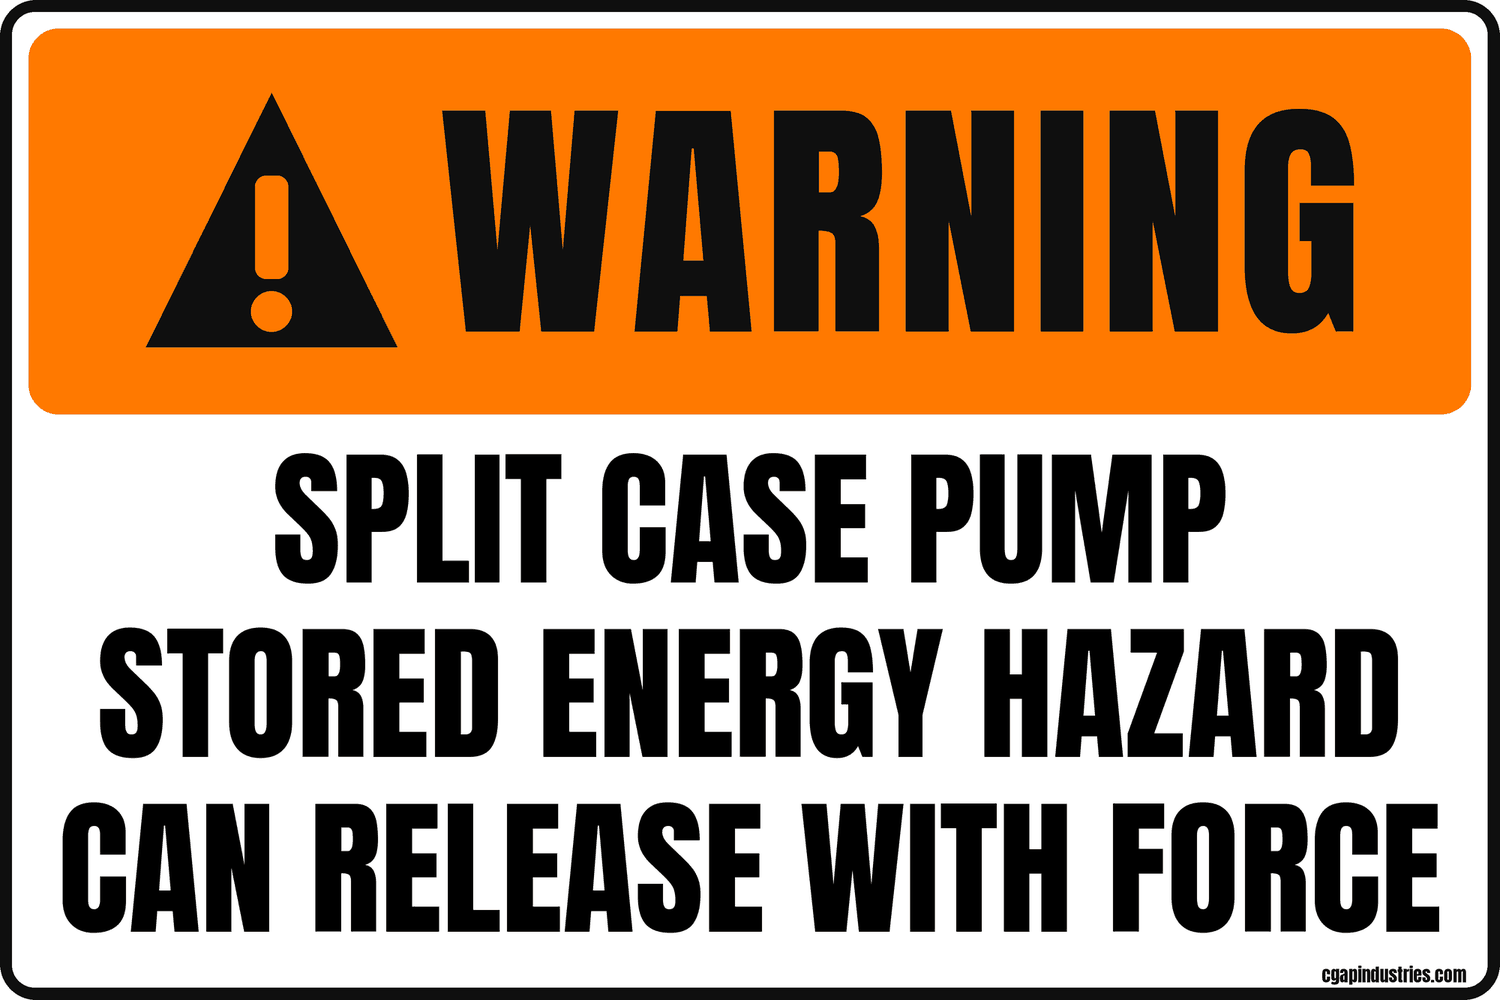 WARNING
SPLIT CASE PUMP
STORED ENERGY HAZARD
CAN RELEASE WITH FORCE
cgapindustries.com